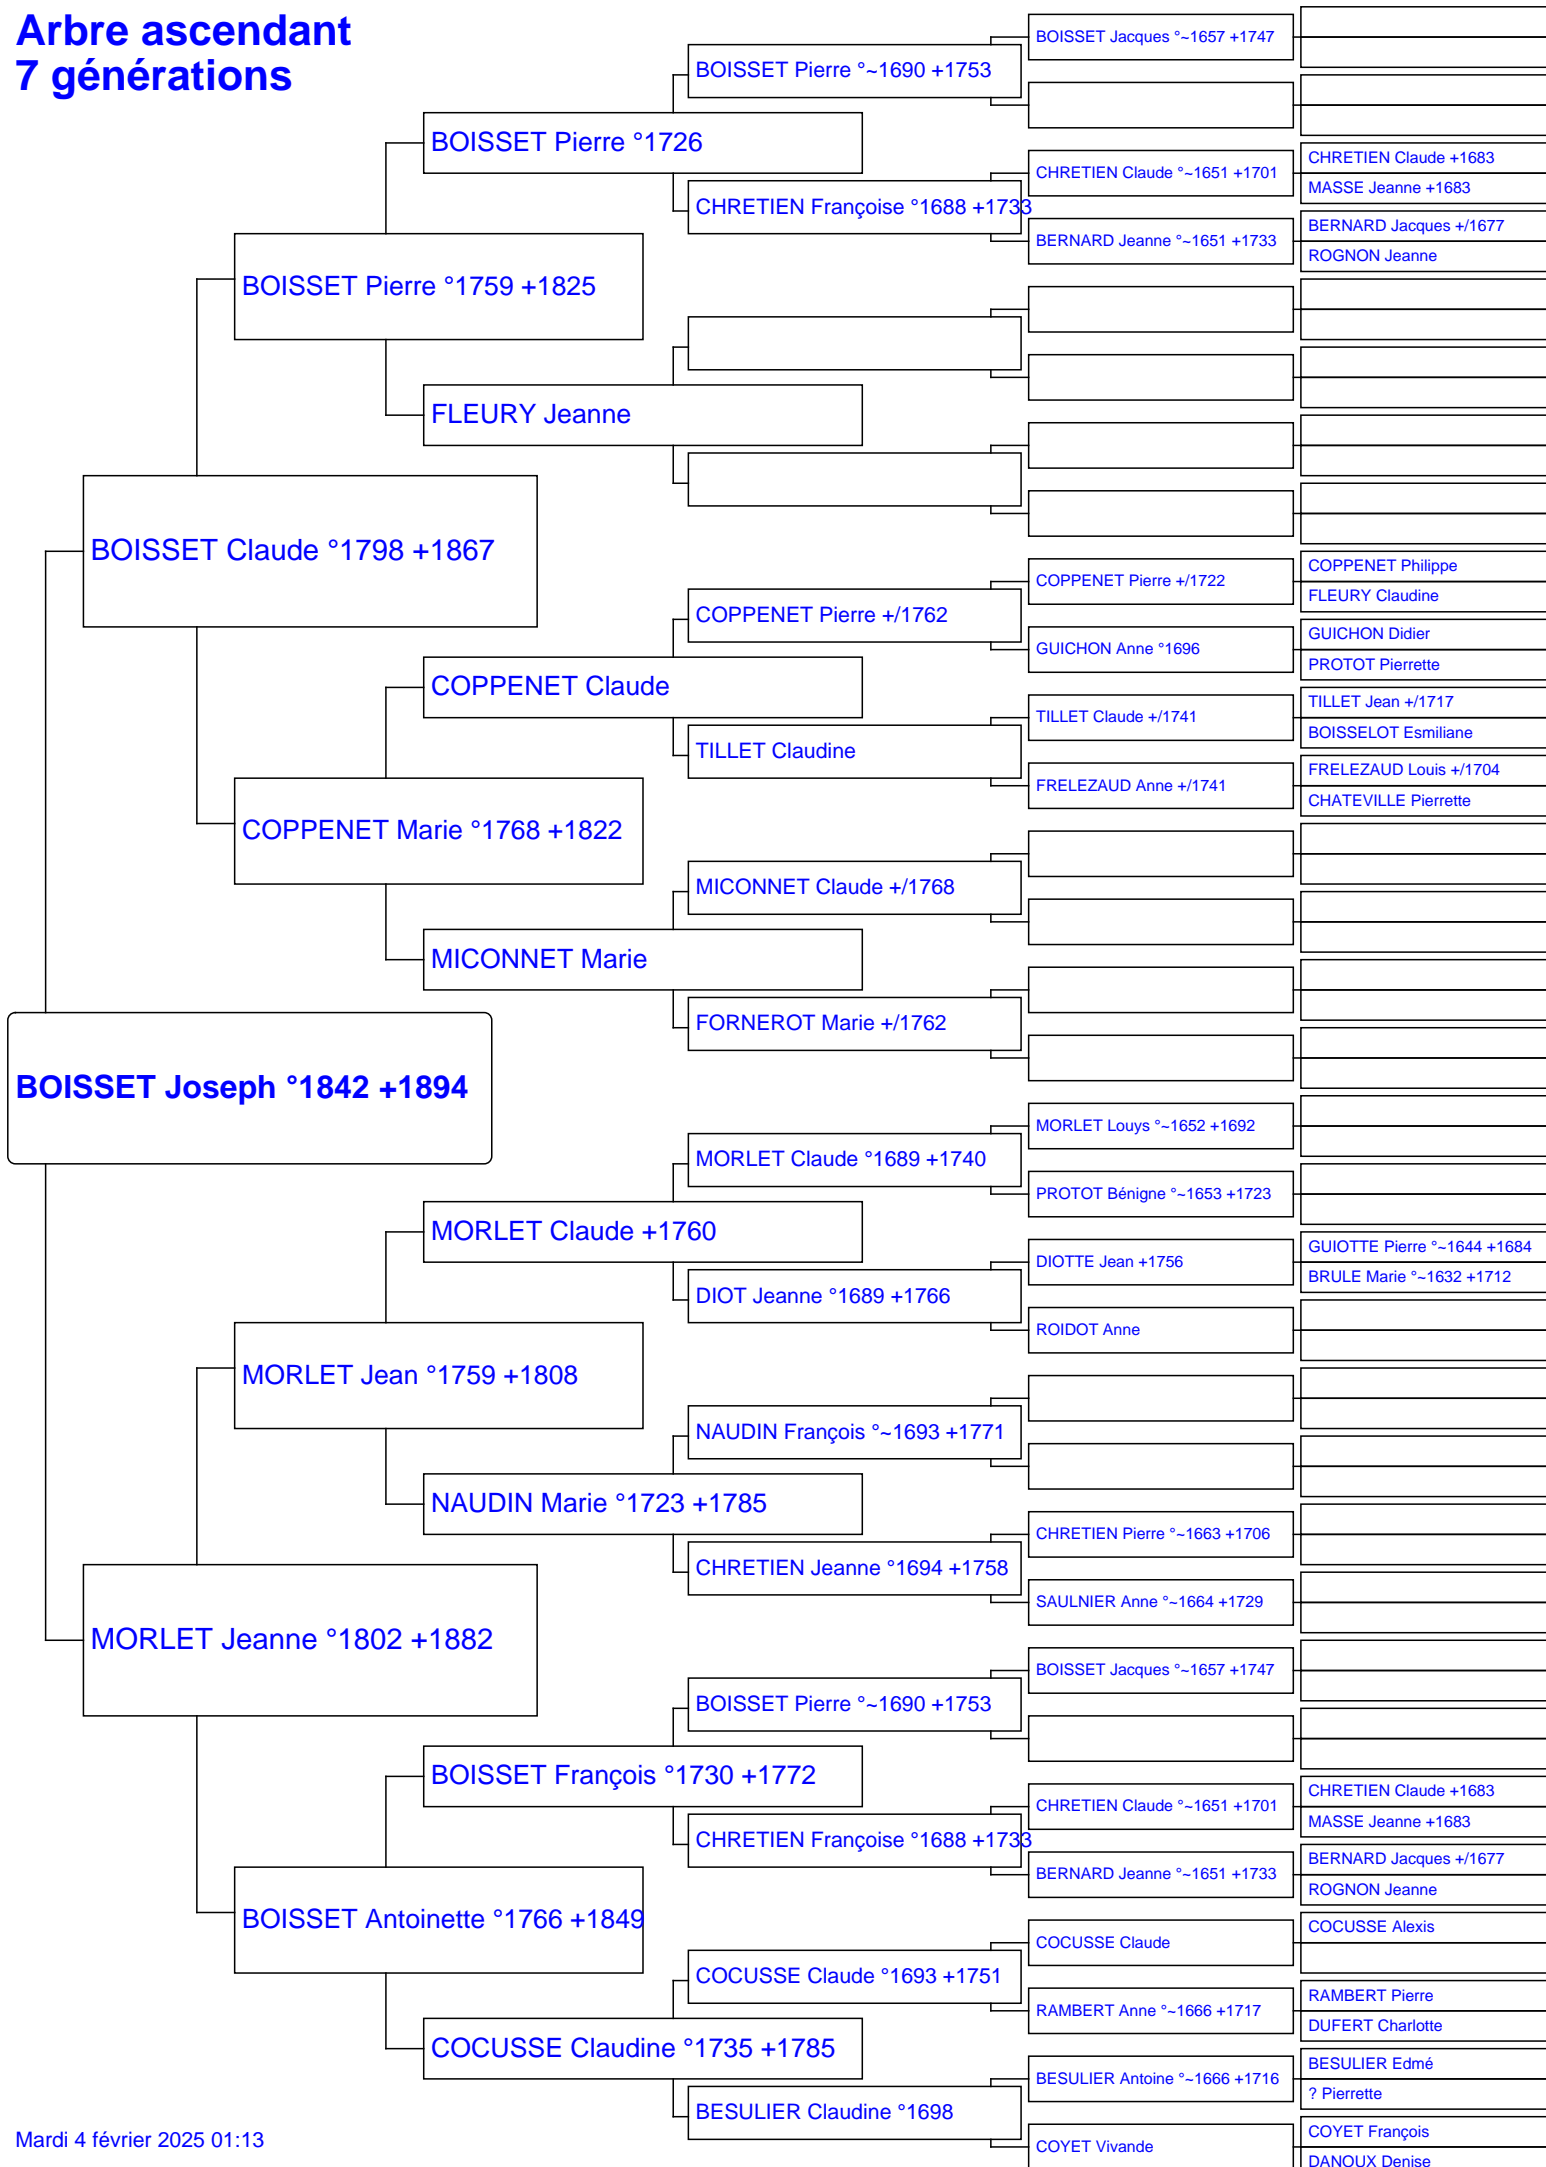 Arbre ascendant
7 générations
BOISSET Joseph °1842 +1894
BOISSET Claude °1798 +1867
MORLET Jeanne °1802 +1882
BOISSET Pierre °1759 +1825
COPPENET Marie °1768 +1822
MORLET Jean °1759 +1808
BOISSET Antoinette °1766 +1849
BOISSET Pierre °1726
FLEURY Jeanne
COPPENET Claude
MICONNET Marie
MORLET Claude +1760
NAUDIN Marie °1723 +1785
BOISSET François °1730 +1772
COCUSSE Claudine °1735 +1785
BOISSET Pierre °~1690 +1753
CHRETIEN Françoise °1688 +1733
COPPENET Pierre +/1762
TILLET Claudine
MICONNET Claude +/1768
FORNEROT Marie +/1762
MORLET Claude °1689 +1740
DIOT Jeanne °1689 +1766
NAUDIN François °~1693 +1771
CHRETIEN Jeanne °1694 +1758
BOISSET Pierre °~1690 +1753
CHRETIEN Françoise °1688 +1733
COCUSSE Claude °1693 +1751
BESULIER Claudine °1698
BOISSET Jacques °~1657 +1747
CHRETIEN Claude °~1651 +1701
BERNARD Jeanne °~1651 +1733
COPPENET Pierre +/1722
GUICHON Anne °1696
TILLET Claude +/1741
FRELEZAUD Anne +/1741
MORLET Louys °~1652 +1692
PROTOT Bénigne °~1653 +1723
DIOTTE Jean +1756
ROIDOT Anne
CHRETIEN Pierre °~1663 +1706
SAULNIER Anne °~1664 +1729
BOISSET Jacques °~1657 +1747
CHRETIEN Claude °~1651 +1701
BERNARD Jeanne °~1651 +1733
COCUSSE Claude
RAMBERT Anne °~1666 +1717
BESULIER Antoine °~1666 +1716
COYET Vivande
CHRETIEN Claude +1683
MASSE Jeanne +1683
BERNARD Jacques +/1677
ROGNON Jeanne
COPPENET Philippe
FLEURY Claudine
GUICHON Didier
PROTOT Pierrette
TILLET Jean +/1717
BOISSELOT Esmiliane
FRELEZAUD Louis +/1704
CHATEVILLE Pierrette
GUIOTTE Pierre °~1644 +1684
BRULE Marie °~1632 +1712
CHRETIEN Claude +1683
MASSE Jeanne +1683
BERNARD Jacques +/1677
ROGNON Jeanne
COCUSSE Alexis
RAMBERT Pierre
DUFERT Charlotte
BESULIER Edmé
? Pierrette
COYET François
DANOUX Denise
Mardi 4 février 2025 01:13